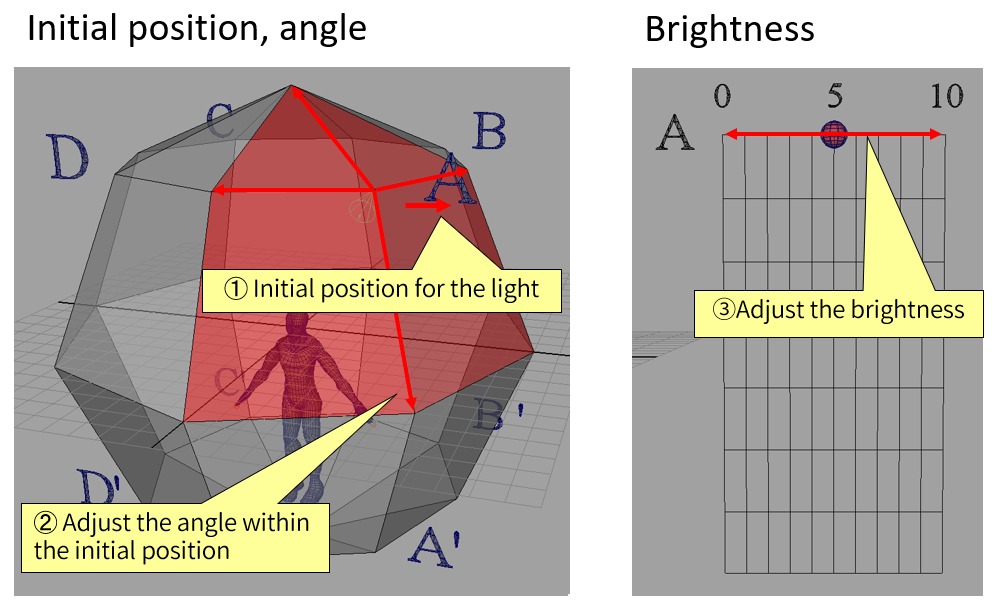 Initial position, angle
Brightness
C
D
B
A
① Initial position for the light
C
B'
D'
② Adjust the angle within
the initial position
A'
0 5 10
A
③Adjust the brightness